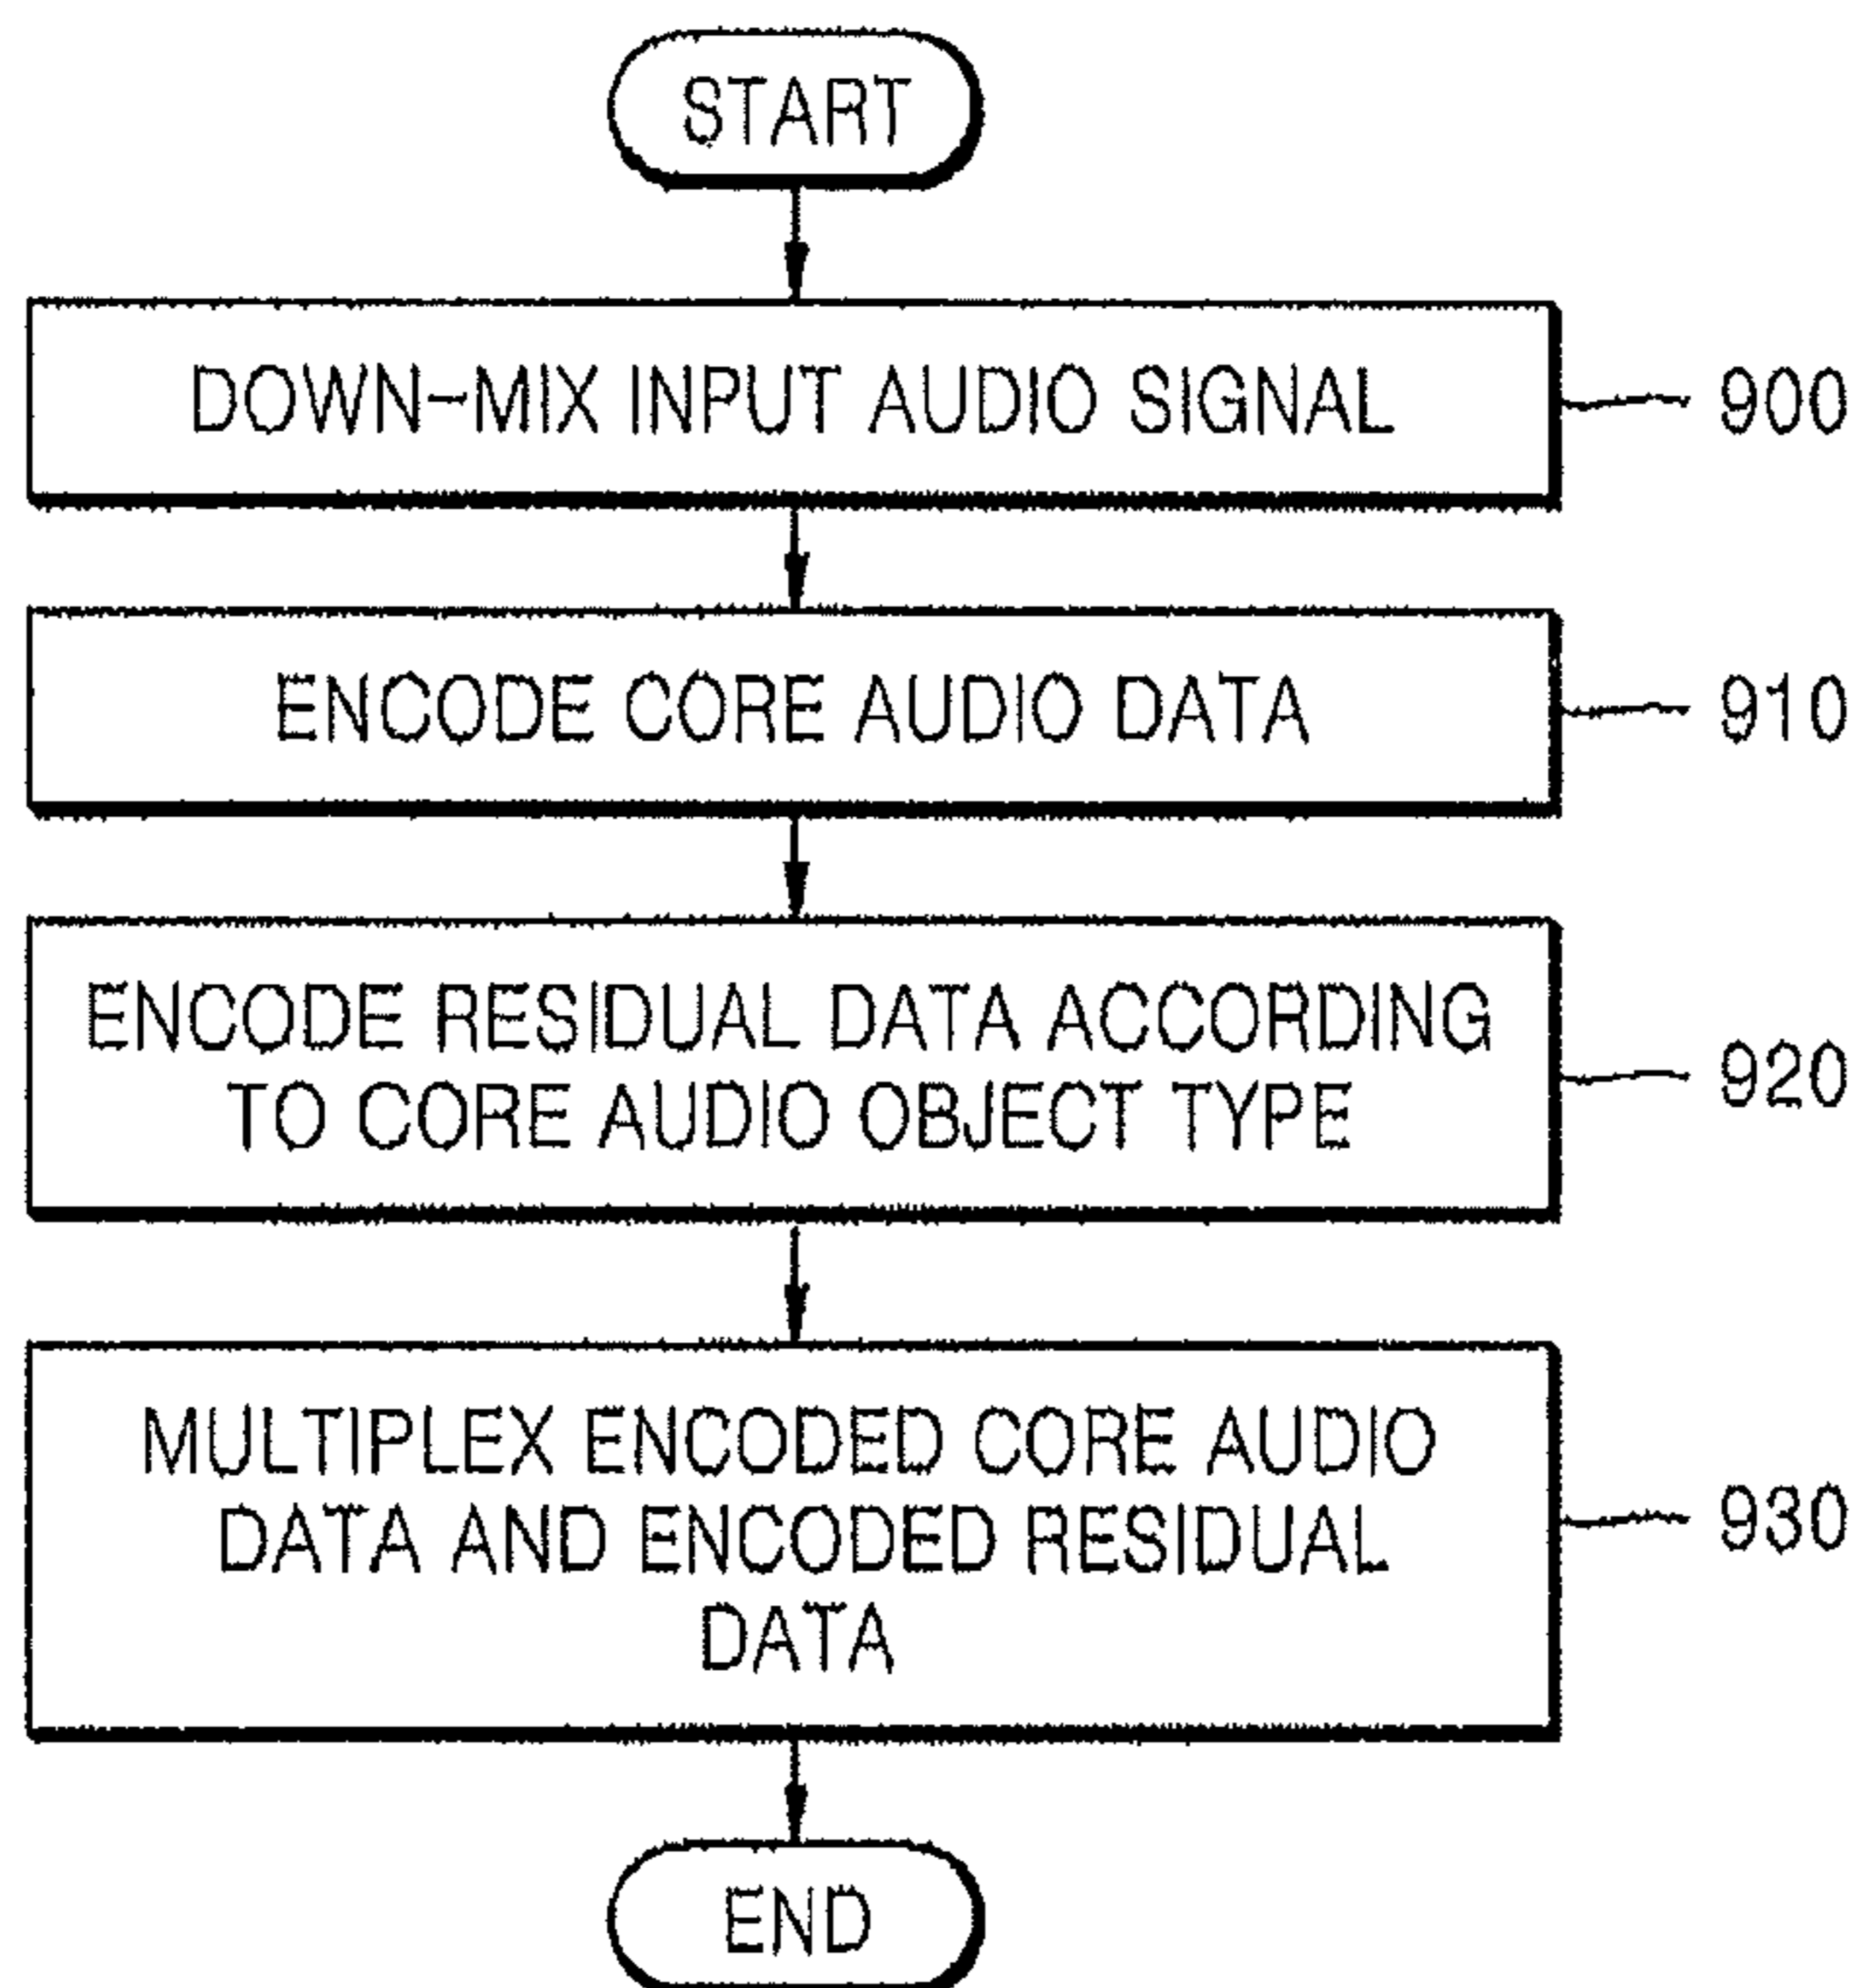 START
DOWN-MIX INPUT AUDIO SIGNAL
900
ENCODE CORE AUDIO DATA
910
ENCODE RESIDUAL DATA ACCORDING
TO CORE AUDIO OBJECT TYPE
920
MULTIPLEX ENCODED CORE AUDIO
DATA AND ENCODED RESIDUAL
DATA
930
END